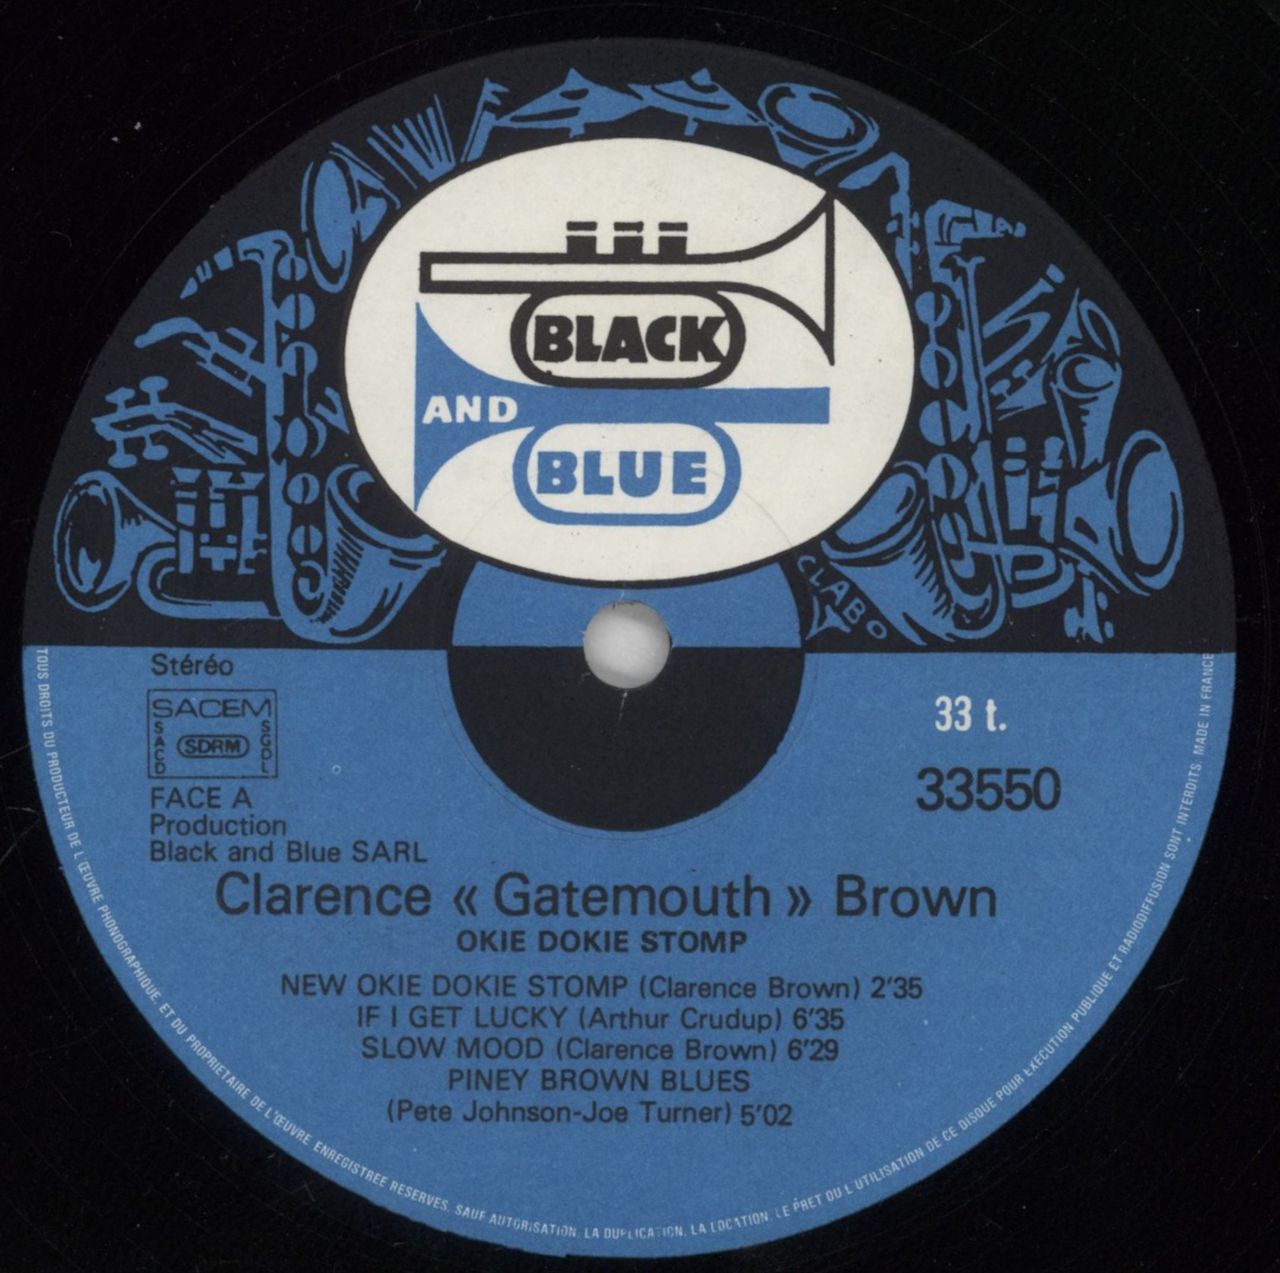 BLACK
AND
BLUE
CLABO
Stéréo
SACEM
SACD
SDRM
SGDL
33 t.
33550
FACE A
Production
Black and Blue SARL
Clarence « Gatemouth » Brown
OKIE DOKIE STOMP
NEW OKIE DOKIE STOMP (Clarence Brown) 2'35
IF I GET LUCKY (Arthur Crudup) 6'35
SLOW MOOD (Clarence Brown) 6'29
PINEY BROWN BLUES
(Pete Johnson-Joe Turner) 5'02
TOUS DROITS DU PRODUCTEUR DE L'ŒUVRE PHONOGRAPHIQUE ET DU PROPRIETAIRE DE L'ŒUVRE ENREGISTREE RESERVES. SAUF AUTORISATION, LA DUPLICATION, LA LOCATION, LE PRET OU L'UTILISATION DE CE DISQUE POUR EXECUTION PUBLIQUE ET RADIODIFFUSION SONT INTERDITS. MADE IN FRANCE